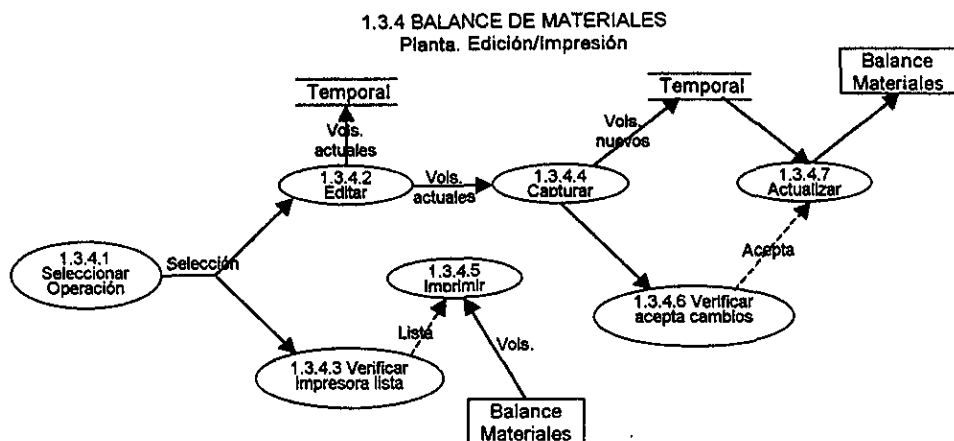 1.3.4 BALANCE DE MATERIALES
Planta. Edición/Impresión
Balance
Materiales
Temporal
Temporal
Vols.
actuales
Vols.
nuevos
1.3.4.2
Editar
Vols.
actuales
1.3.4.4
Capturar
1.3.4.7
Actualizar
1.3.4.1
Seleccionar
Operación
Selección
1.3.4.5
Imprimir
Acepta
1.3.4.6 Verificar
acepta cambios
Lista
Vols.
1.3.4.3 Verificar
Impresora lista
Balance
Materiales